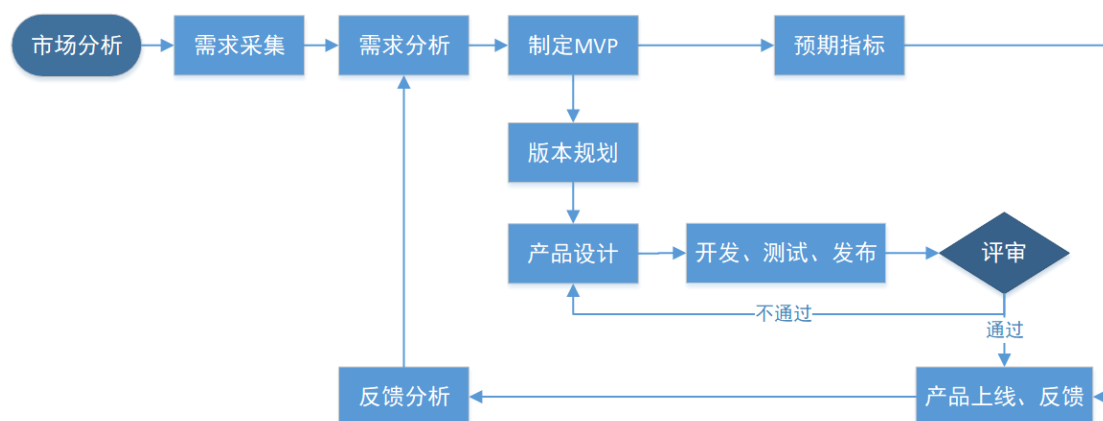 市场分析
需求采集
需求分析
制定MVP
预期指标
版本规划
产品设计
开发、测试、发布
评审
不通过
通过
反馈分析
产品上线、反馈